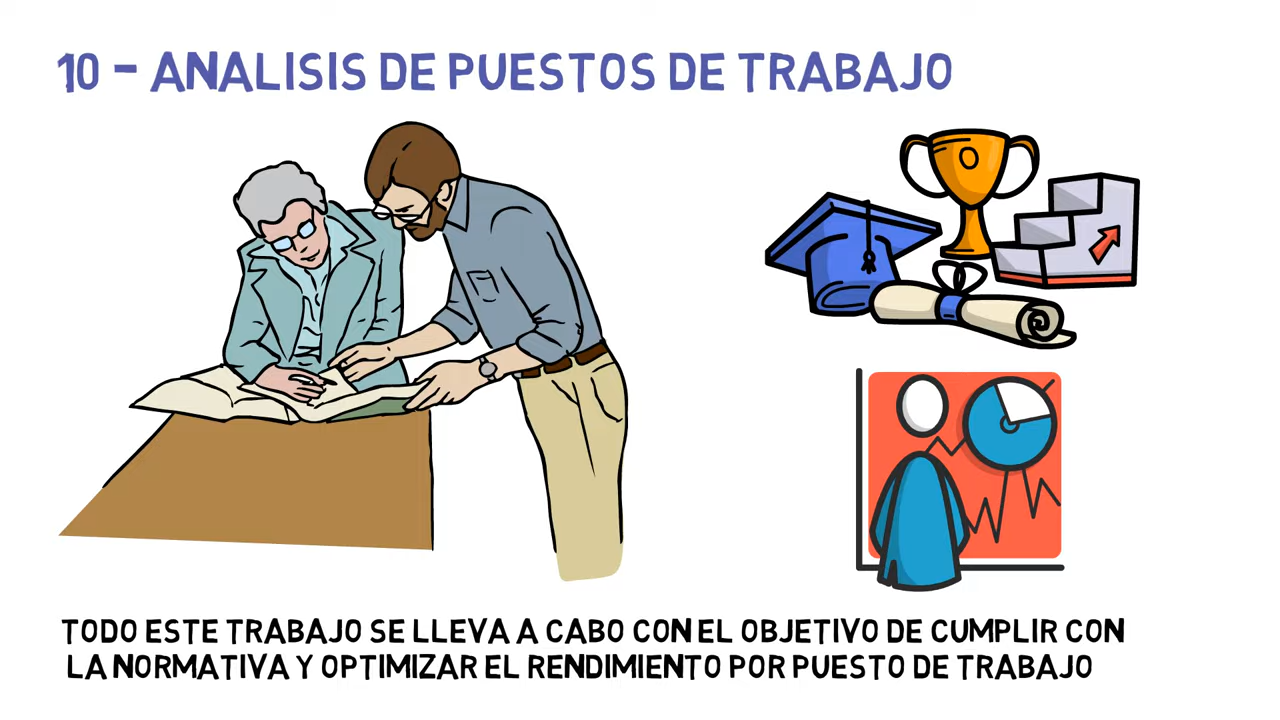 10 - ANALISIS DE PUESTOS DE TRABAJO
TODO ESTE TRABAJO SE LLEVA A CABO CON EL OBJETIVO DE CUMPLIR CON
LA NORMATIVA Y OPTIMIZAR EL RENDIMIENTO POR PUESTO DE TRABAJO